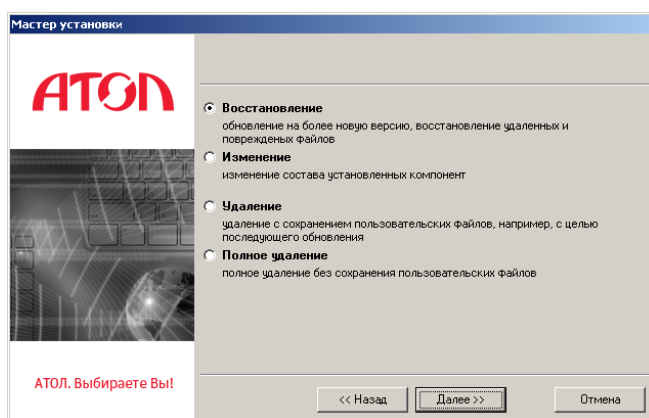 Мастер установки
АТОЛ
Восстановление
обновление на более новую версию, восстановление удаленных и
поврежденых файлов
Изменение
изменение состава установленных компонент
Удаление
удаление с сохранением пользовательских файлов, например, с целью
последующего обновления
Полное удаление
полное удаление без сохранения пользовательских файлов
АТОЛ. Выбираете Вы!
<< Назад
Далее >>
Отмена